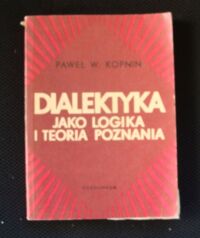 PAWEŁ W. KOPNIN
DIALEKTYKA
JAKO LOGIKA
I TEORIA POZNANIA